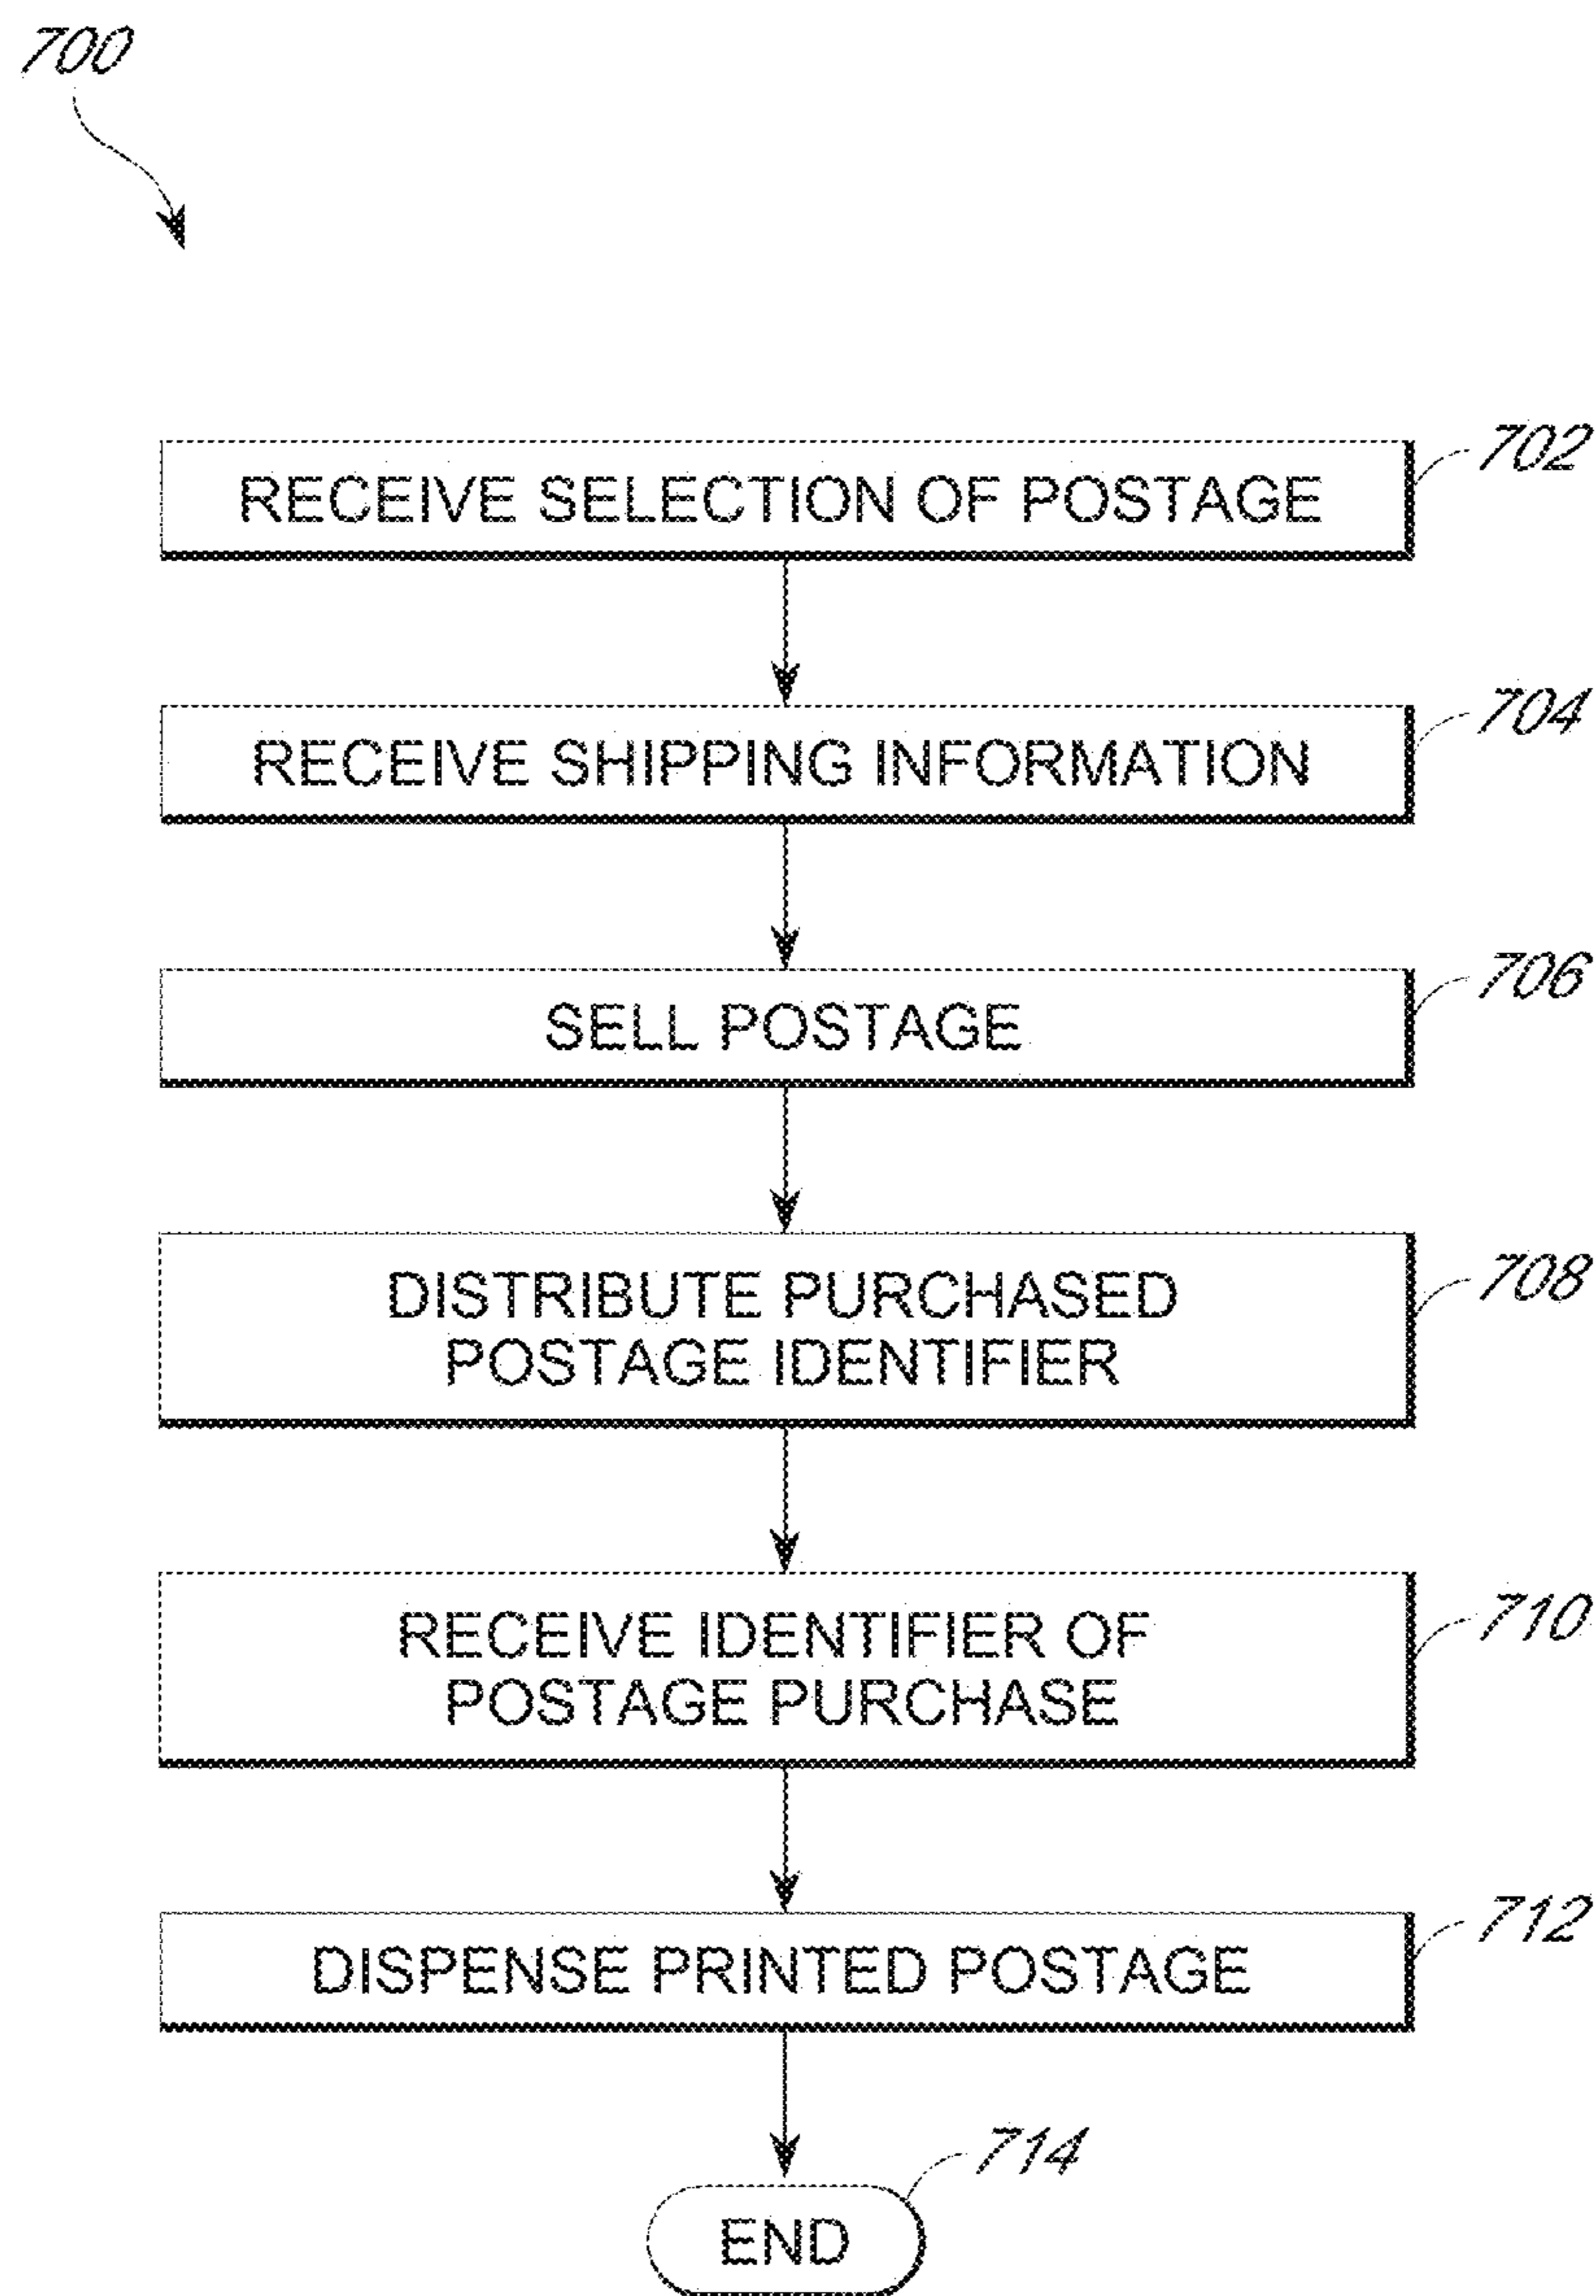 700
RECEIVE SELECTION OF POSTAGE
702
RECEIVE SHIPPING INFORMATION
704
SELL POSTAGE
706
DISTRIBUTE PURCHASED
POSTAGE IDENTIFIER
708
RECEIVE IDENTIFIER OF
POSTAGE PURCHASE
710
DISPENSE PRINTED POSTAGE
712
714
END